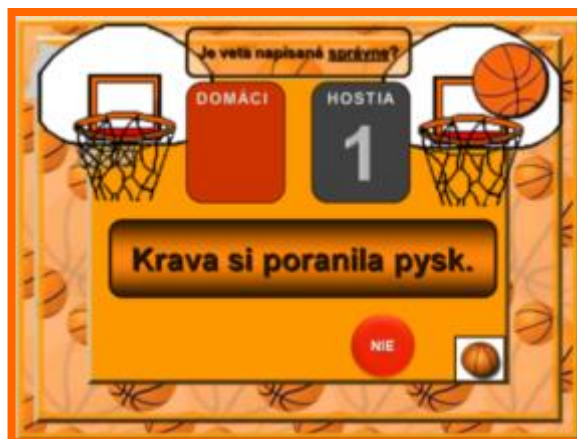 Je veta napísaná správne?
DOMÁCI
HOSTIA
1
Krava si poranila pysk.
NIE